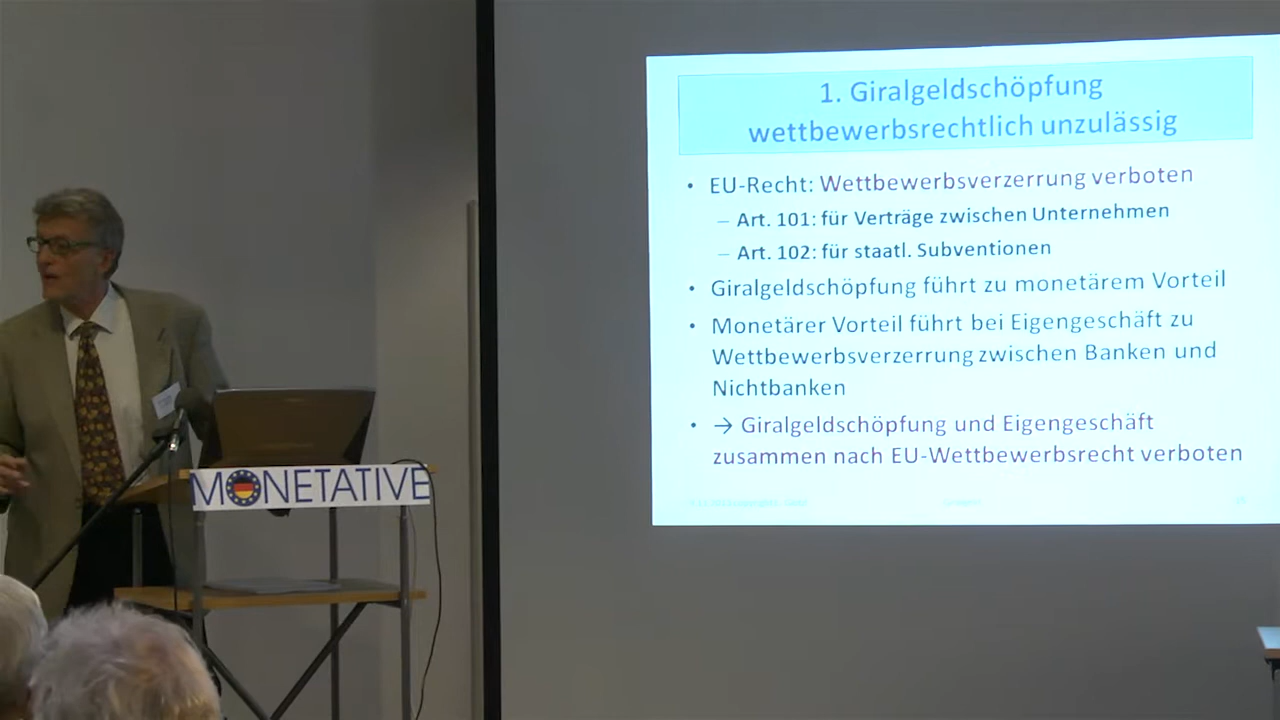 1. Giralgeldschöpfung
wettbewerbsrechtlich unzulässig
• EU-Recht: Wettbewerbsverzerrung verboten
– Art. 101: für Verträge zwischen Unternehmen
– Art. 102: für staatl. Subventionen
• Giralgeldschöpfung führt zu monetärem Vorteil
• Monetärer Vorteil führt bei Eigengeschäft zu
Wettbewerbsverzerrung zwischen Banken und
Nichtbanken
• → Giralgeldschöpfung und Eigengeschäft
zusammen nach EU-Wettbewerbsrecht verboten
MONETATIVE